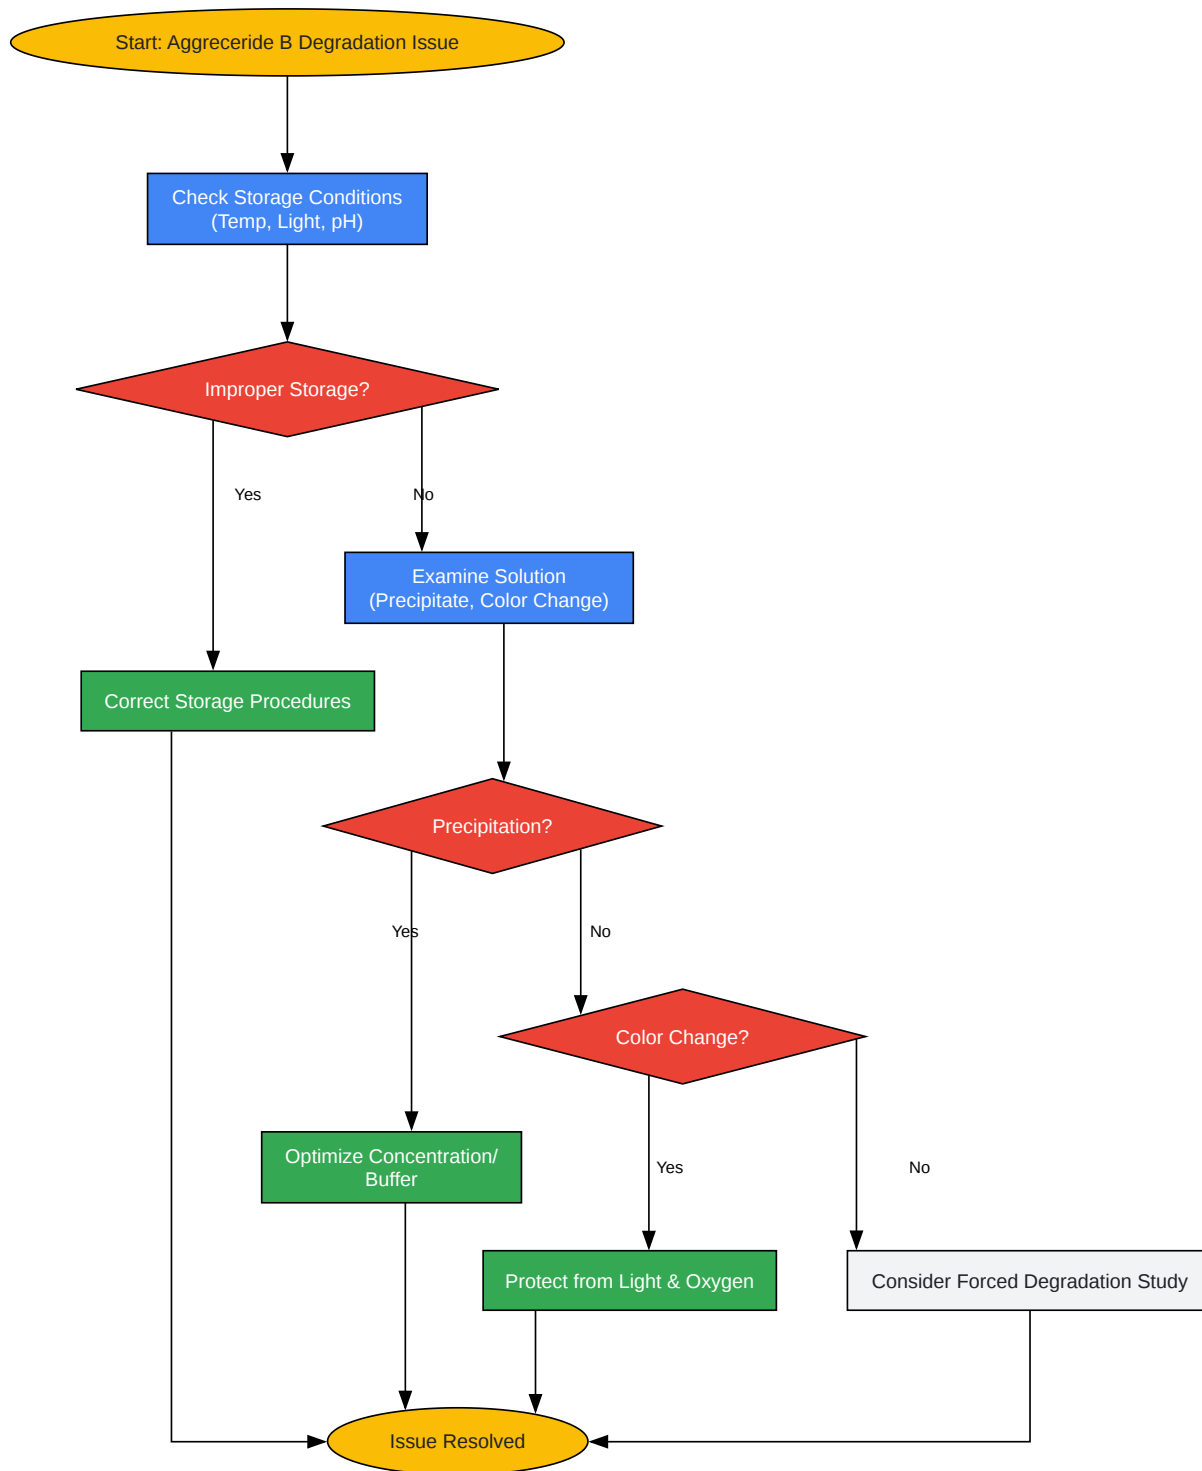 Start: Aggreceride B Degradation Issue
Check Storage Conditions
(Temp, Light, pH)
Improper Storage?
Yes
No
Examine Solution
(Precipitate, Color Change)
Correct Storage Procedures
Precipitation?
Yes
No
Color Change?
Optimize Concentration/
Buffer
Yes
No
Protect from Light & Oxygen
Consider Forced Degradation Study
Issue Resolved